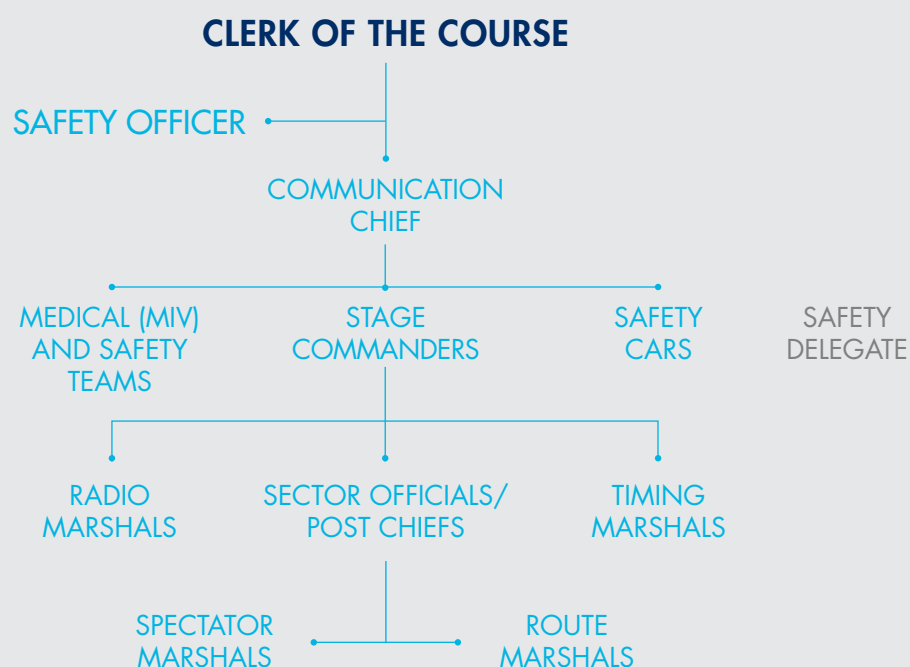 CLERK OF THE COURSE
SAFETY OFFICER
COMMUNICATION
CHIEF
MEDICAL (MIV)
AND SAFETY
TEAMS
STAGE
COMMANDERS
SAFETY
CARS
SAFETY
DELEGATE
RADIO
MARSHALS
SECTOR OFFICIALS/
POST CHIEFS
TIMING
MARSHALS
SPECTATOR
MARSHALS
ROUTE
MARSHALS